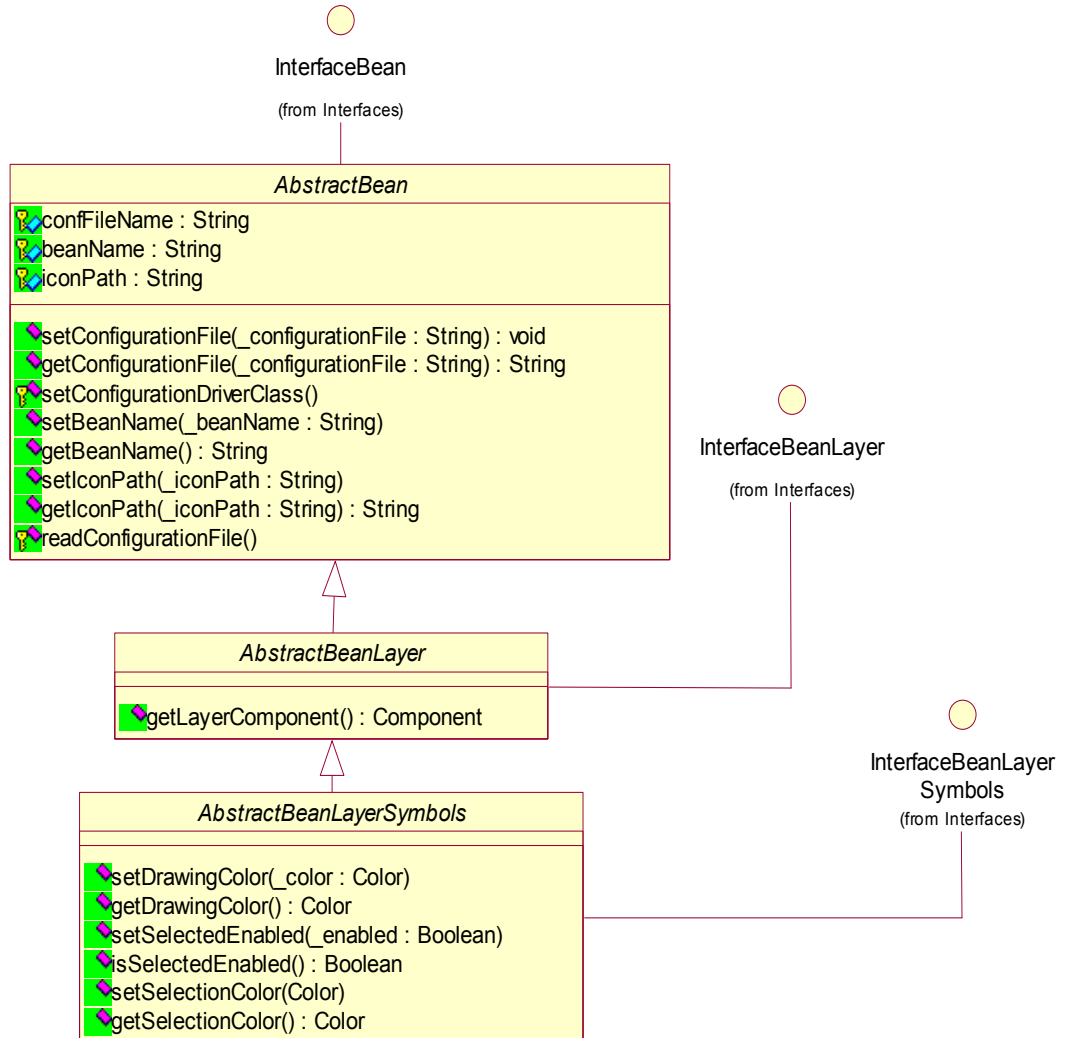 InterfaceBean
(from Interfaces)
AbstractBean
confFileName : String
beanName : String
iconPath : String
setConfigurationFile(_configurationFile : String) : void
getConfigurationFile(_configurationFile : String) : String
setConfigurationDriverClass()
setBeanName(_beanName : String)
getBeanName() : String
setIconPath(_iconPath : String)
getIconPath(_iconPath : String) : String
readConfigurationFile()
InterfaceBeanLayer
(from Interfaces)
AbstractBeanLayer
getLayerComponent() : Component
InterfaceBeanLayer
Symbols
(from Interfaces)
AbstractBeanLayerSymbols
setDrawingColor(_color : Color)
getDrawingColor() : Color
setSelectedEnabled(_enabled : Boolean)
isSelectedEnabled() : Boolean
setSelectionColor(Color)
getSelectionColor() : Color